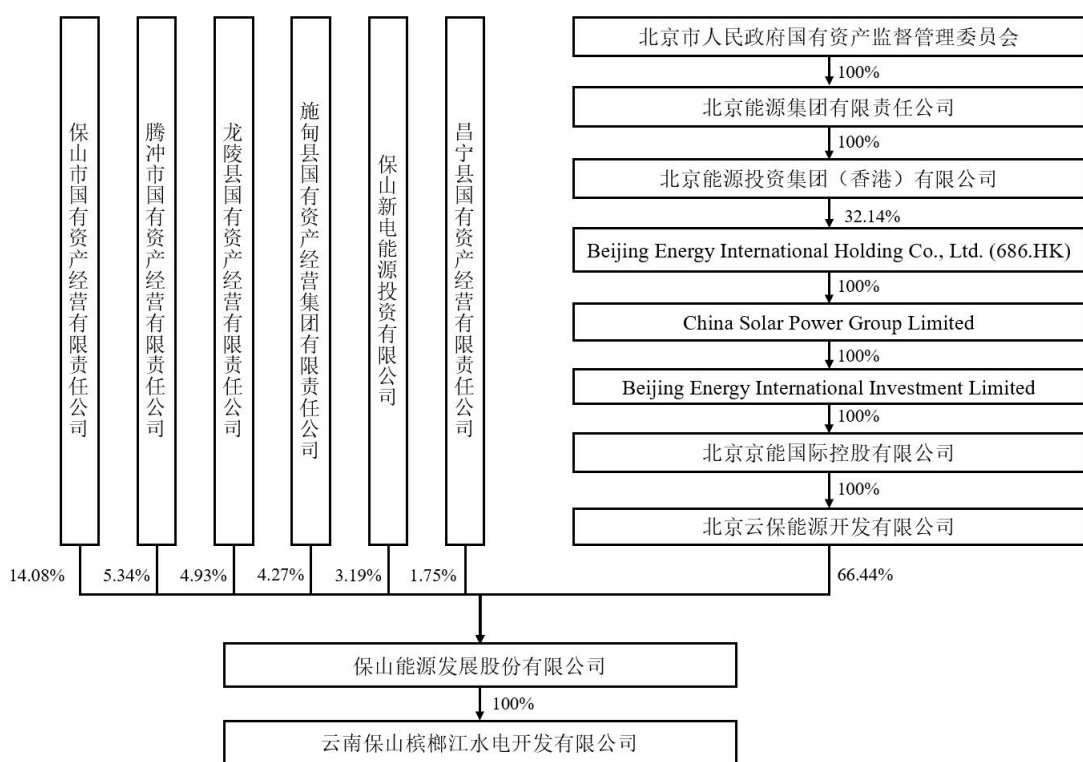 保山市国有资产经营有限责任公司
腾冲市国有资产经营有限责任公司
龙陵县国有资产经营有限责任公司
施甸县国有资产经营集团有限责任公司
保山新电能源投资有限公司
昌宁县国有资产经营有限责任公司
北京市人民政府国有资产监督管理委员会
100%
北京能源集团有限责任公司
100%
北京能源投资集团（香港）有限公司
32.14%
Beijing Energy International Holding Co., Ltd. (686.HK)
100%
China Solar Power Group Limited
100%
Beijing Energy International Investment Limited
100%
北京京能国际控股有限公司
100%
北京云保能源开发有限公司
14.08%
5.34%
4.93%
4.27%
3.19%
1.75%
66.44%
保山能源发展股份有限公司
100%
云南保山槟榔江水电开发有限公司